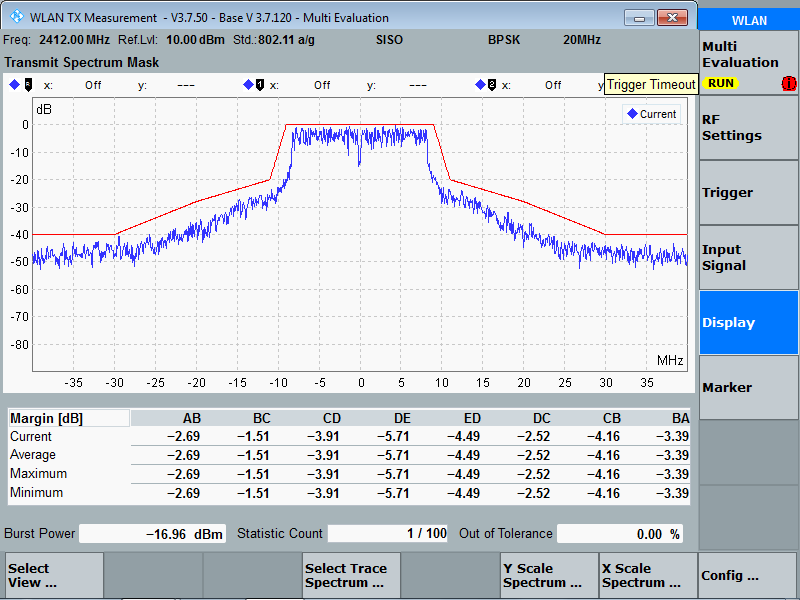 WLAN TX Measurement - V3.7.50 - Base V 3.7.120 - Multi Evaluation
Freq: 2412.00 MHz Ref.Lvl: 10.00 dBm Std.: 802.11 a/g SISO BPSK 20MHz
WLAN
Transmit Spectrum Mask
Multi
Evaluation
RUN
x: Off y: ---
1 x: Off y: ---
2 x: Off y
Trigger Timeout
dB
Current
0
-10
-20
-30
-40
-50
-60
-70
-80
MHz
-35 -30 -25 -20 -15 -10 -5 0 5 10 15 20 25 30 35
RF
Settings
Trigger
Input
Signal
Display
Marker
Margin [dB] AB BC CD DE ED DC CB BA
Current −2.69 −1.51 −3.91 −5.71 −4.49 −2.52 −4.16 −3.39
Average −2.69 −1.51 −3.91 −5.71 −4.49 −2.52 −4.16 −3.39
Maximum −2.69 −1.51 −3.91 −5.71 −4.49 −2.52 −4.16 −3.39
Minimum −2.69 −1.51 −3.91 −5.71 −4.49 −2.52 −4.16 −3.39
Burst Power −16.96 dBm Statistic Count 1 / 100 Out of Tolerance 0.00 %
Select
View ...
Select Trace
Spectrum ...
Y Scale
Spectrum ...
X Scale
Spectrum ...
Config ...